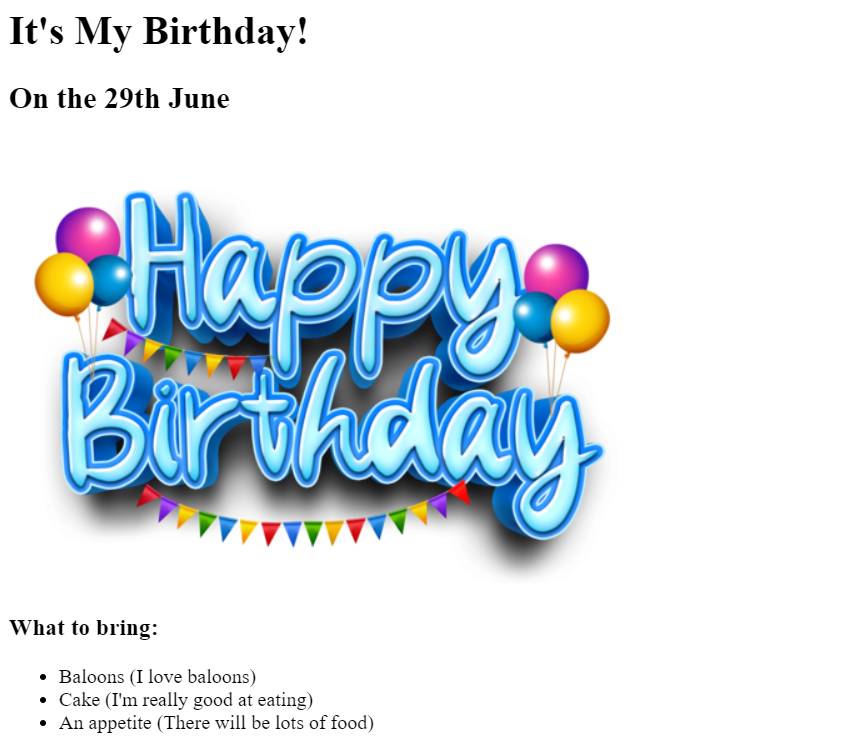 It's My Birthday!
On the 29th June
Happy
Birthday
What to bring:
• Baloons (I love baloons)
• Cake (I'm really good at eating)
• An appetite (There will be lots of food)